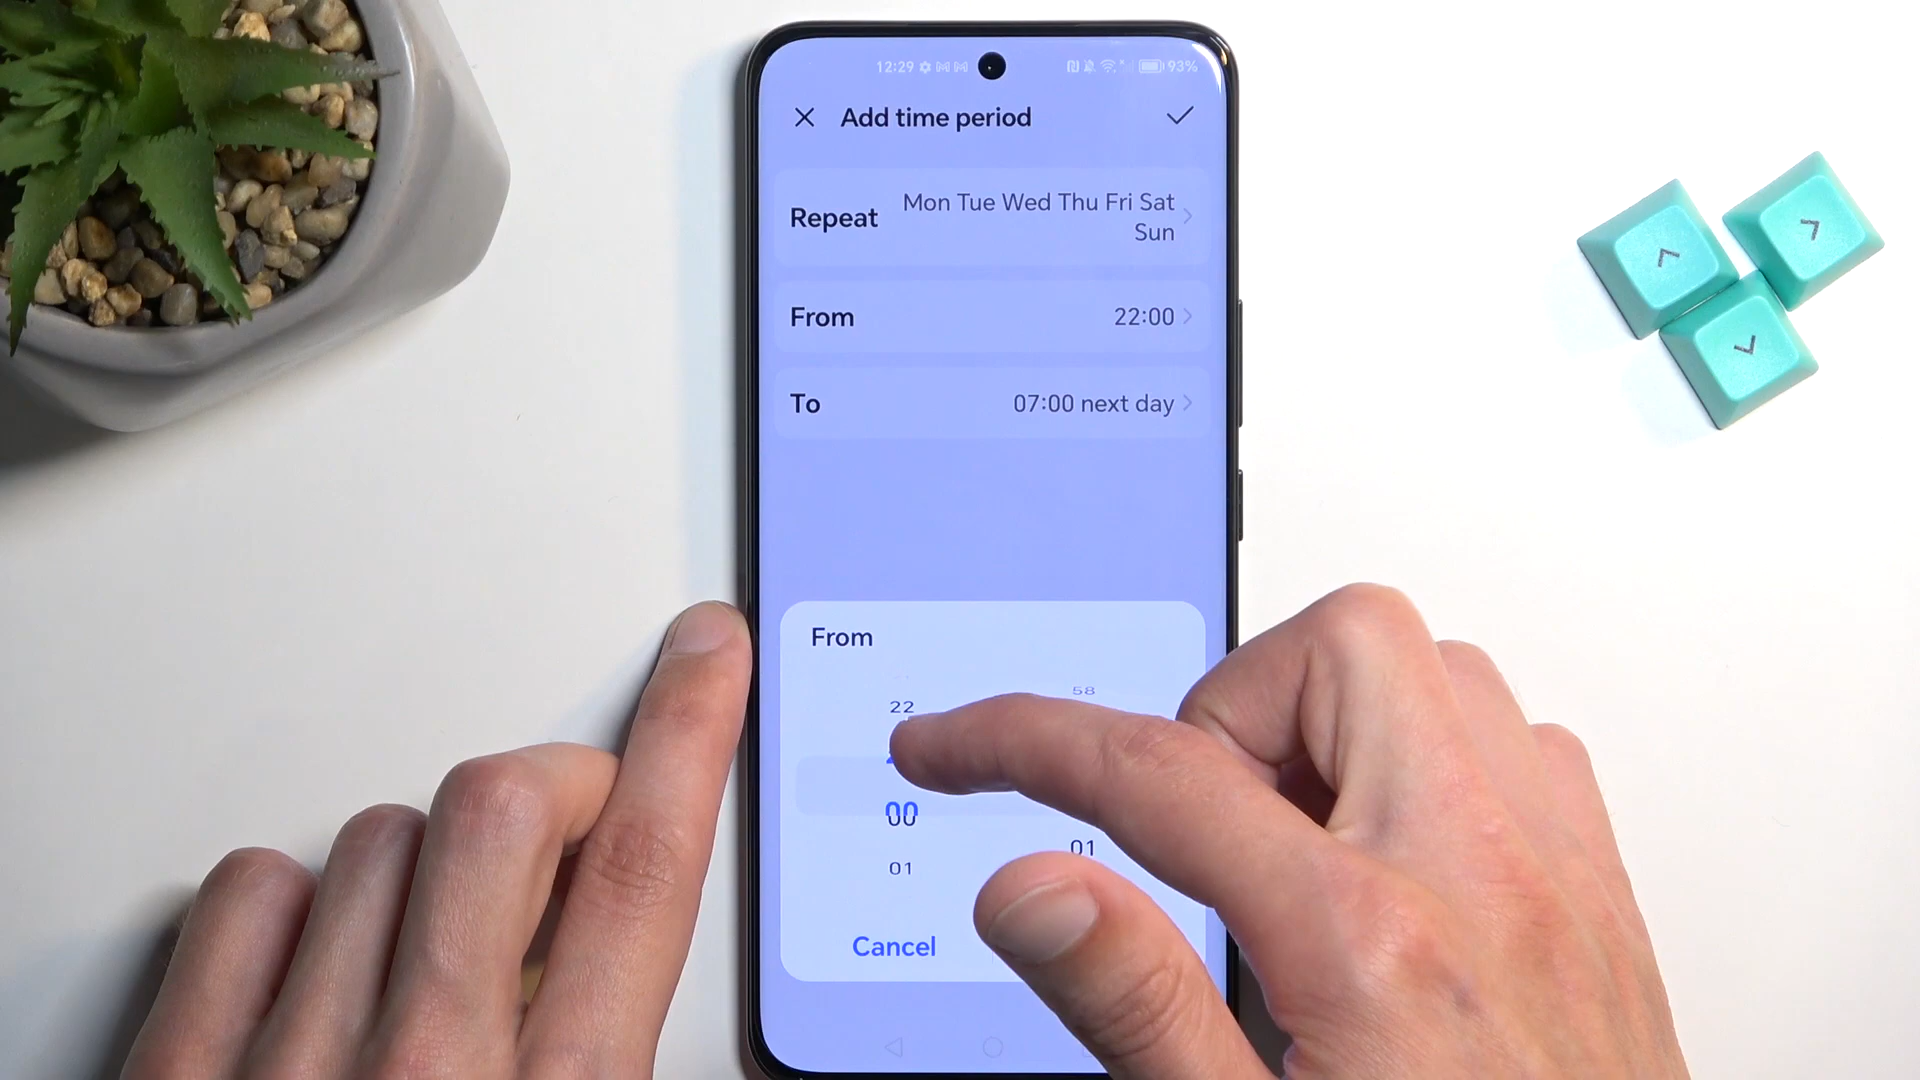 12:29
93%
Add time period
Repeat
Mon Tue Wed Thu Fri Sat
Sun
From
22:00
To
07:00 next day
From
22
58
00
01
01
Cancel